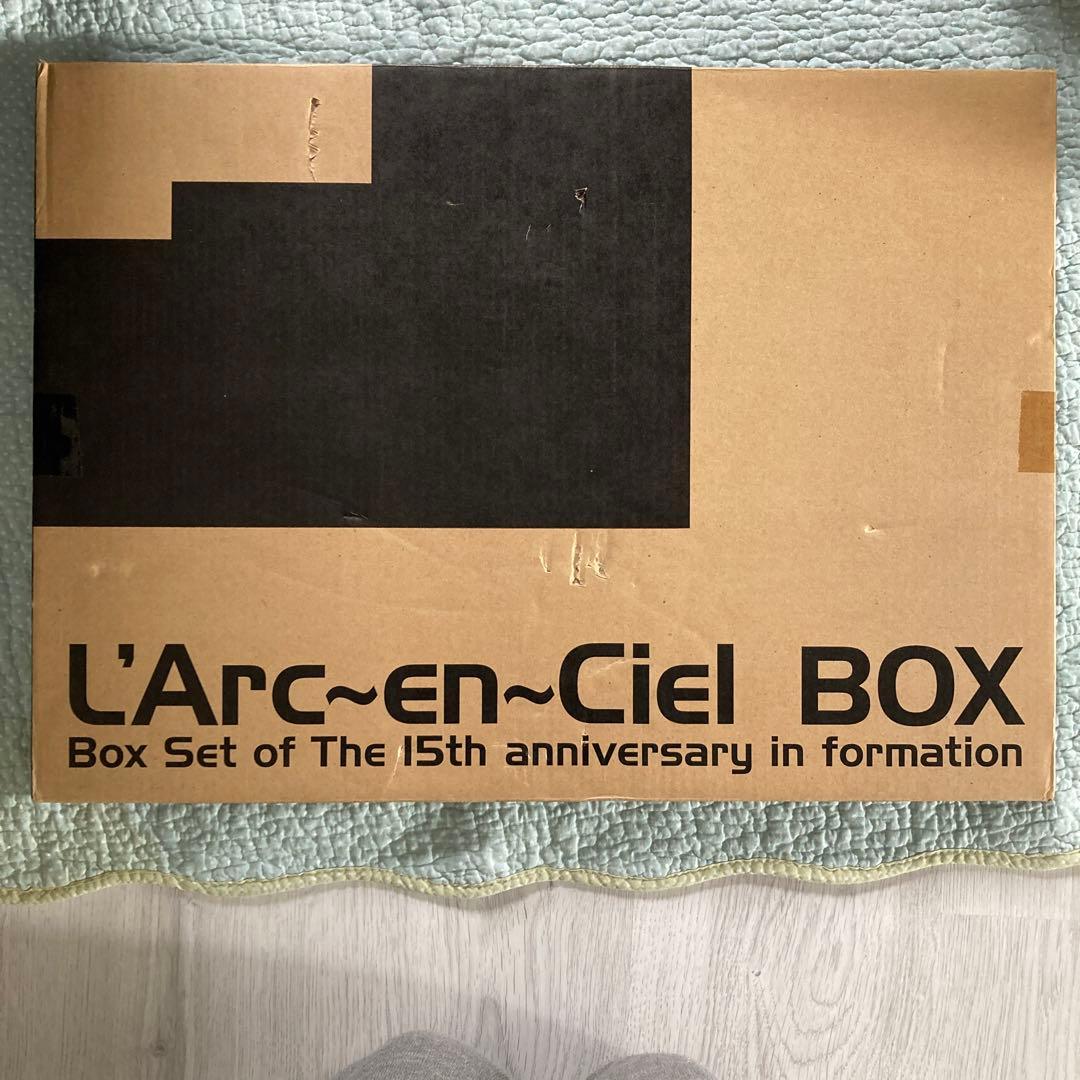 L'Arc~en~Ciel BOX
Box Set of The 15th anniversary in formation